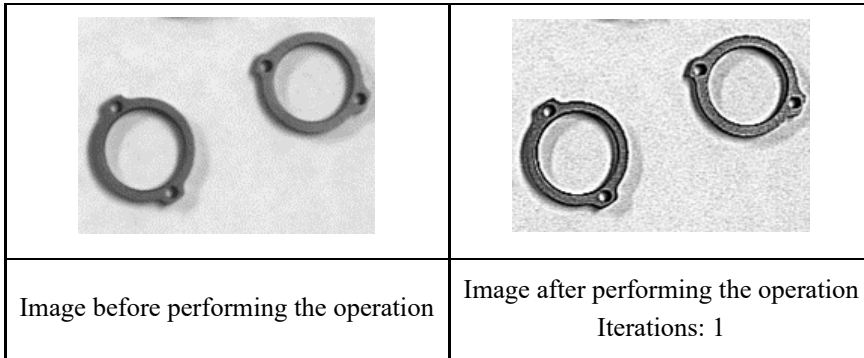 Image before performing the operation
Image after performing the operation
Iterations: 1